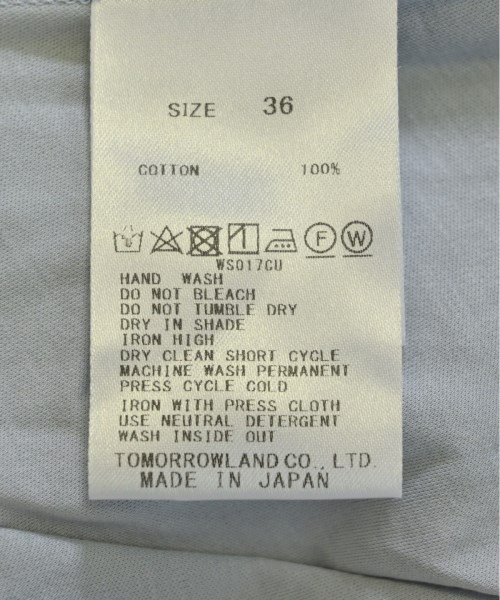 SIZE 36
COTTON 100%
F W
WS017CU
HAND WASH
DO NOT BLEACH
DO NOT TUMBLE DRY
DRY IN SHADE
IRON HIGH
DRY CLEAN SHORT CYCLE
MACHINE WASH PERMANENT
PRESS CYCLE COLD
IRON WITH PRESS CLOTH
USE NEUTRAL DETERGENT
WASH INSIDE OUT
TOMORROWLAND CO., LTD.
MADE IN JAPAN